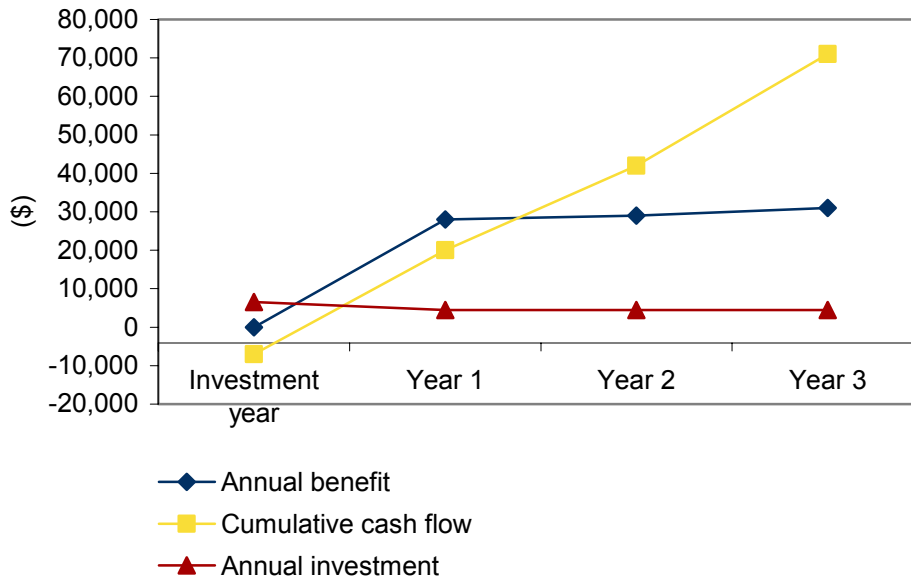 80,000
70,000
60,000
50,000
40,000
30,000
20,000
10,000
0
-10,000
-20,000
($)
Investment year
Year 1
Year 2
Year 3
Annual benefit
Cumulative cash flow
Annual investment